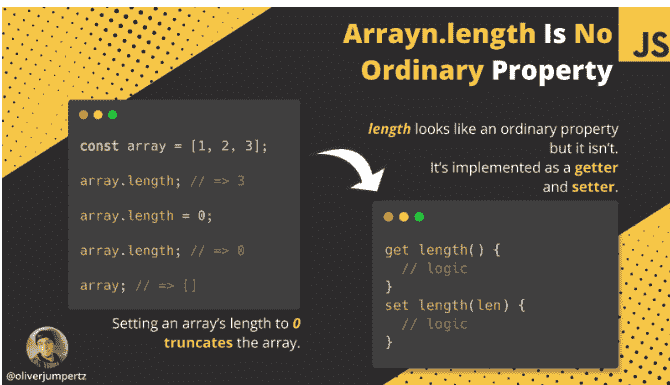 Arrayn.length Is No
Ordinary Property
JS
const array = [1, 2, 3];
array.length; // => 3
array.length = 0;
array.length; // => 0
array; // => []
Setting an array's length to 0
truncates the array.
length looks like an ordinary property
but it isn't.
It's implemented as a getter
and setter.
get length() {
// logic
}
set length(len) {
// logic
}
@oliverjumpertz